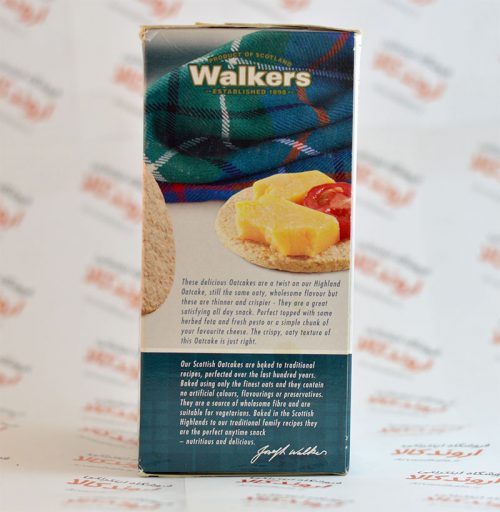 PRODUCT OF SCOTLAND
Walkers
ESTABLISHED 1898
These delicious Oatcakes are a twist on our Highland
Oatcake, still the same oaty, wholesome flavour but
these are thinner and crispier - They are a great
satisfying all day snack. Perfect topped with some
herbed feta and fresh pesto or a simple chunk of
your favourite cheese. The crispy, oaty texture of
this Oatcake is just right.
Our Scottish Oatcakes are baked to traditional
recipes, perfected over the last hundred years.
Baked using only the finest oats and they contain
no artificial colours, flavourings or preservatives.
They are a source of wholesome fibre and are
suitable for vegetarians. Baked in the Scottish
Highlands to our traditional family recipes they
are the perfect anytime snack
– nutritious and delicious.
Joseph Walker
فروشگاه اینترنتی
اروندکالا